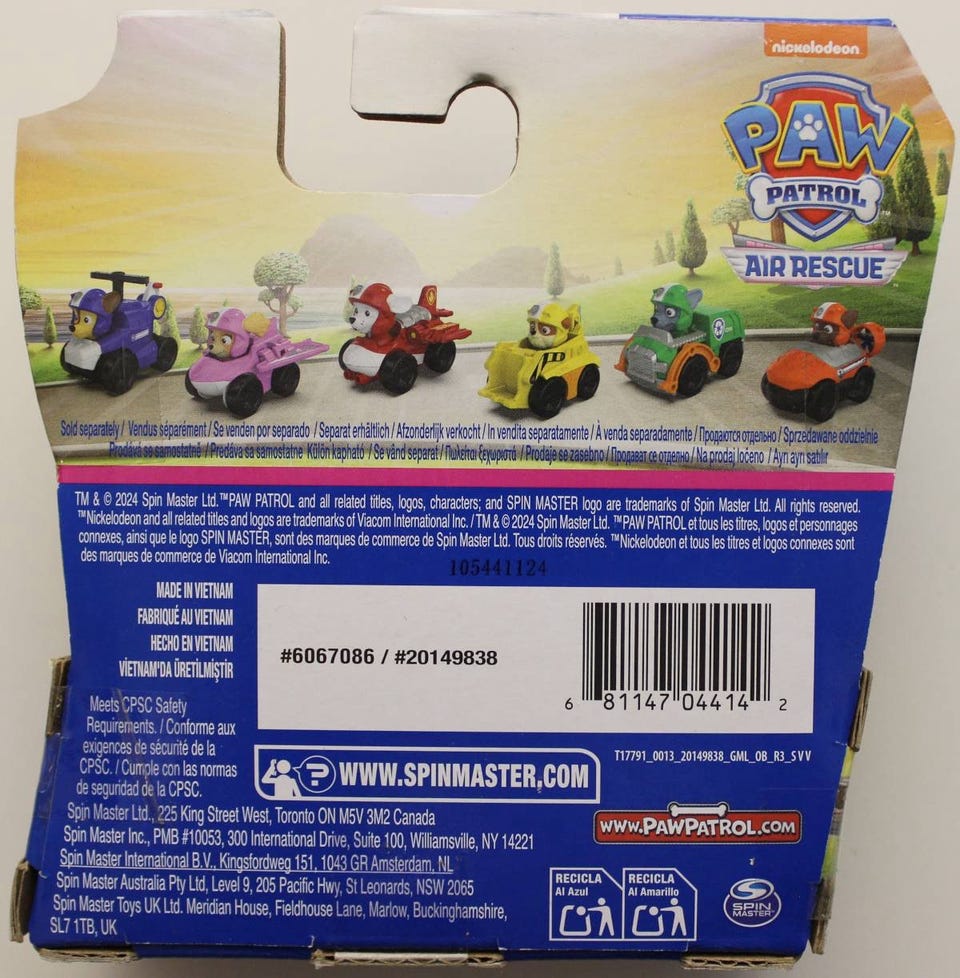 nickelodeon
PAW
PATROL
AIR RESCUE
Sold separately / Vendus séparément / Se venden por separado / Separat erhältlich / Afzonderlijk verkocht / In vendita separatamente / À venda separadamente / Продаются отдельно / Sprzedawane oddzielnie
Prodává se samostatně / Predáva sa samostatne Külön kapható / Se vând separat / Πωλείται ξεχωριστά / Prodaje se zasebno / Продават се отделно / Na prodaj ločeno / Ayrı ayrı satılır
TM & © 2024 Spin Master Ltd.™PAW PATROL and all related titles, logos, characters; and SPIN MASTER logo are trademarks of Spin Master Ltd. All rights reserved.
™Nickelodeon and all related titles and logos are trademarks of Viacom International Inc. / TM & © 2024 Spin Master Ltd. ™PAW PATROL et tous les titres, logos et personnages
connexes, ainsi que le logo SPIN MASTER, sont des marques de commerce de Spin Master Ltd. Tous droits réservés. ™Nickelodeon et tous les titres et logos connexes sont
des marques de commerce de Viacom International Inc.
105441124
MADE IN VIETNAM
FABRIQUÉ AU VIETNAM
HECHO EN VIETNAM
VİETNAM'DA ÜRETİLMİŞTİR
#6067086 / #20149838
6 81147 04414 2
Meets CPSC Safety
Requirements. / Conforme aux
exigences de sécurité de la
CPSC. / Cumple con las normas
de seguridad de la CPSC.
? WWW.SPINMASTER.COM
T17791_0013_20149838_GML_OB_R3_SVV
Spin Master Ltd., 225 King Street West, Toronto ON M5V 3M2 Canada
Spin Master Inc., PMB #10053, 300 International Drive, Suite 100, Williamsville, NY 14221
Spin Master International B.V., Kingsfordweg 151, 1043 GR Amsterdam, NL
Spin Master Australia Pty Ltd, Level 9, 205 Pacific Hwy, St Leonards, NSW 2065
Spin Master Toys UK Ltd. Meridian House, Fieldhouse Lane, Marlow, Buckinghamshire,
SL7 1TB, UK
WWW.PAWPATROL.COM
RECICLA
Al Azul
RECICLA
Al Amarillo
SPIN
MASTER™